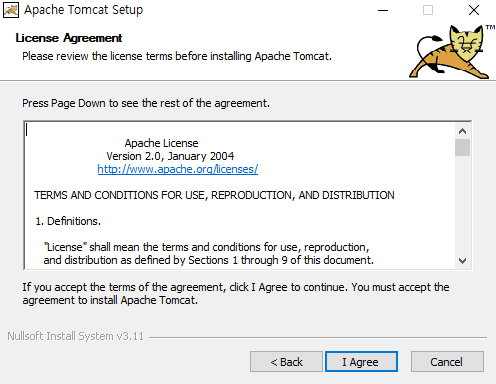 Apache Tomcat Setup
License Agreement
Please review the license terms before installing Apache Tomcat.
TM
Press Page Down to see the rest of the agreement.
Apache License
Version 2.0, January 2004
http://www.apache.org/licenses/
TERMS AND CONDITIONS FOR USE, REPRODUCTION, AND DISTRIBUTION
1. Definitions.
"License" shall mean the terms and conditions for use, reproduction,
and distribution as defined by Sections 1 through 9 of this document.
If you accept the terms of the agreement, click I Agree to continue. You must accept the
agreement to install Apache Tomcat.
Nullsoft Install System v3.11
< Back
I Agree
Cancel